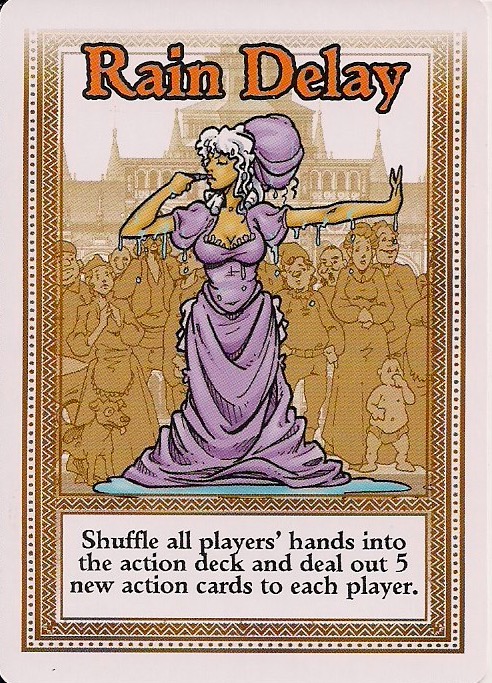 Rain Delay
Shuffle all players' hands into
the action deck and deal out 5
new action cards to each player.